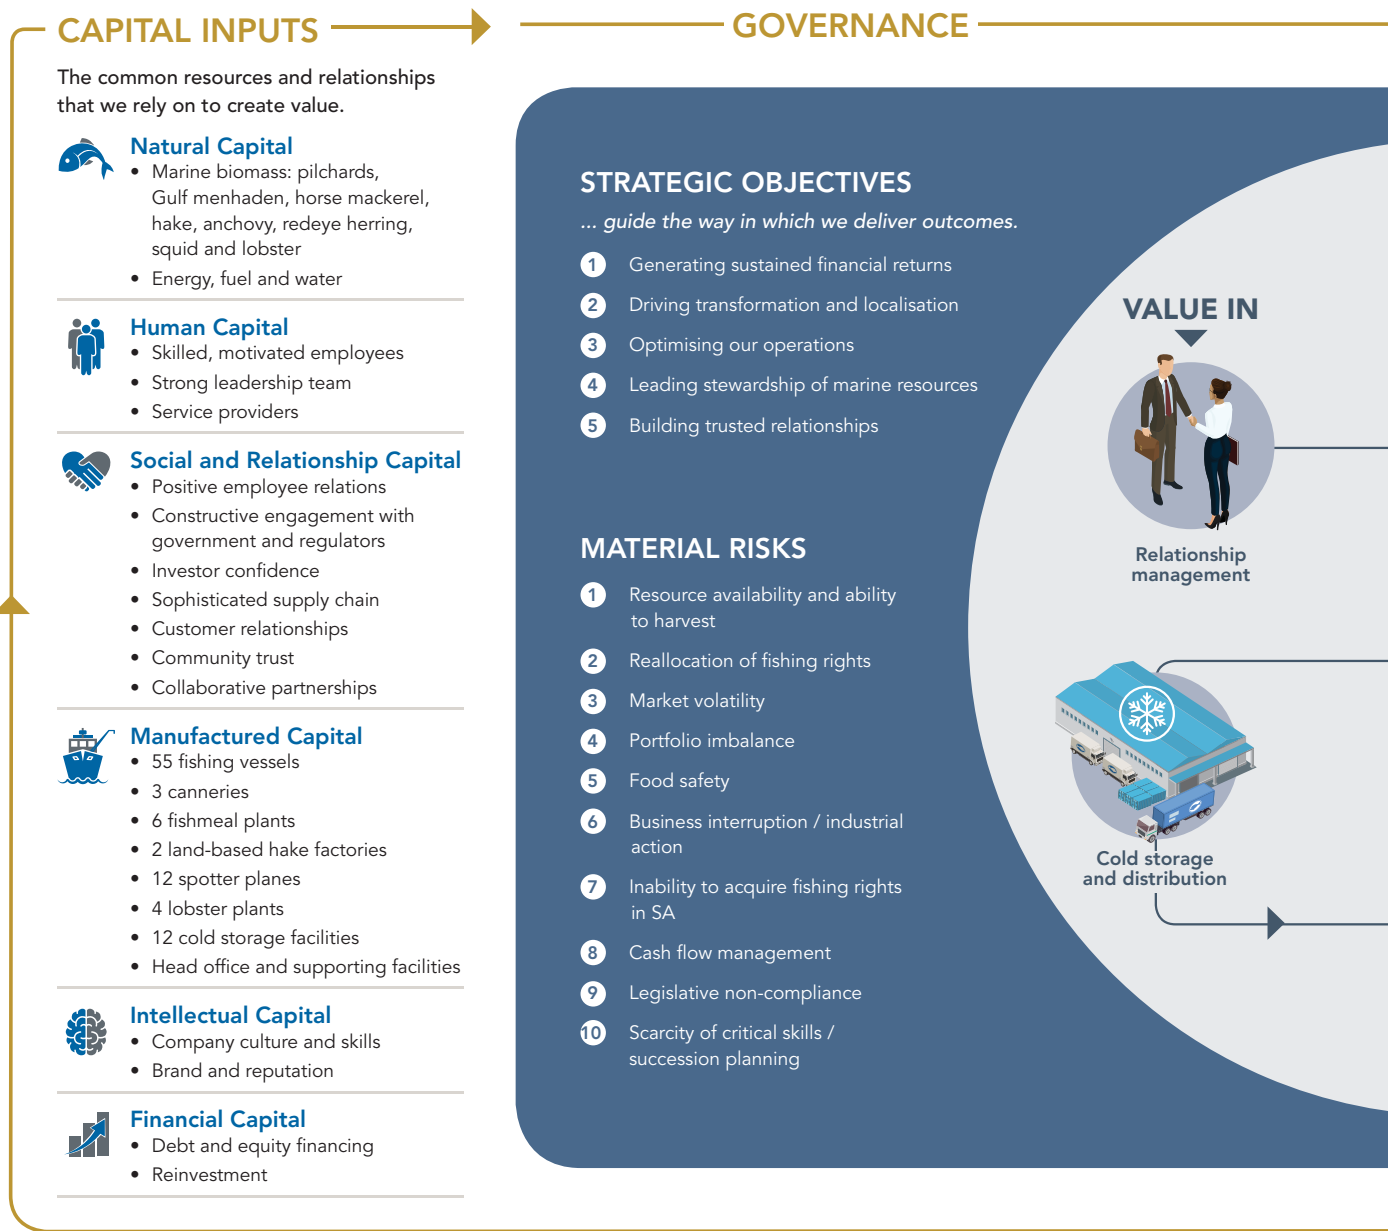 CAPITAL INPUTS
The common resources and relationships
that we rely on to create value.
Natural Capital
• Marine biomass: pilchards,
Gulf menhaden, horse mackerel,
hake, anchovy, redeye herring,
squid and lobster
• Energy, fuel and water
Human Capital
• Skilled, motivated employees
• Strong leadership team
• Service providers
Social and Relationship Capital
• Positive employee relations
• Constructive engagement with
government and regulators
• Investor confidence
• Sophisticated supply chain
• Customer relationships
• Community trust
• Collaborative partnerships
Manufactured Capital
• 55 fishing vessels
• 3 canneries
• 6 fishmeal plants
• 2 land-based hake factories
• 12 spotter planes
• 4 lobster plants
• 12 cold storage facilities
• Head office and supporting facilities
Intellectual Capital
• Company culture and skills
• Brand and reputation
Financial Capital
• Debt and equity financing
• Reinvestment
GOVERNANCE
STRATEGIC OBJECTIVES
... guide the way in which we deliver outcomes.
1 Generating sustained financial returns
2 Driving transformation and localisation
3 Optimising our operations
4 Leading stewardship of marine resources
5 Building trusted relationships
MATERIAL RISKS
1 Resource availability and ability
to harvest
2 Reallocation of fishing rights
3 Market volatility
4 Portfolio imbalance
5 Food safety
6 Business interruption / industrial
action
7 Inability to acquire fishing rights
in SA
8 Cash flow management
9 Legislative non-compliance
10 Scarcity of critical skills /
succession planning
VALUE IN
Relationship
management
Cold storage
and distribution